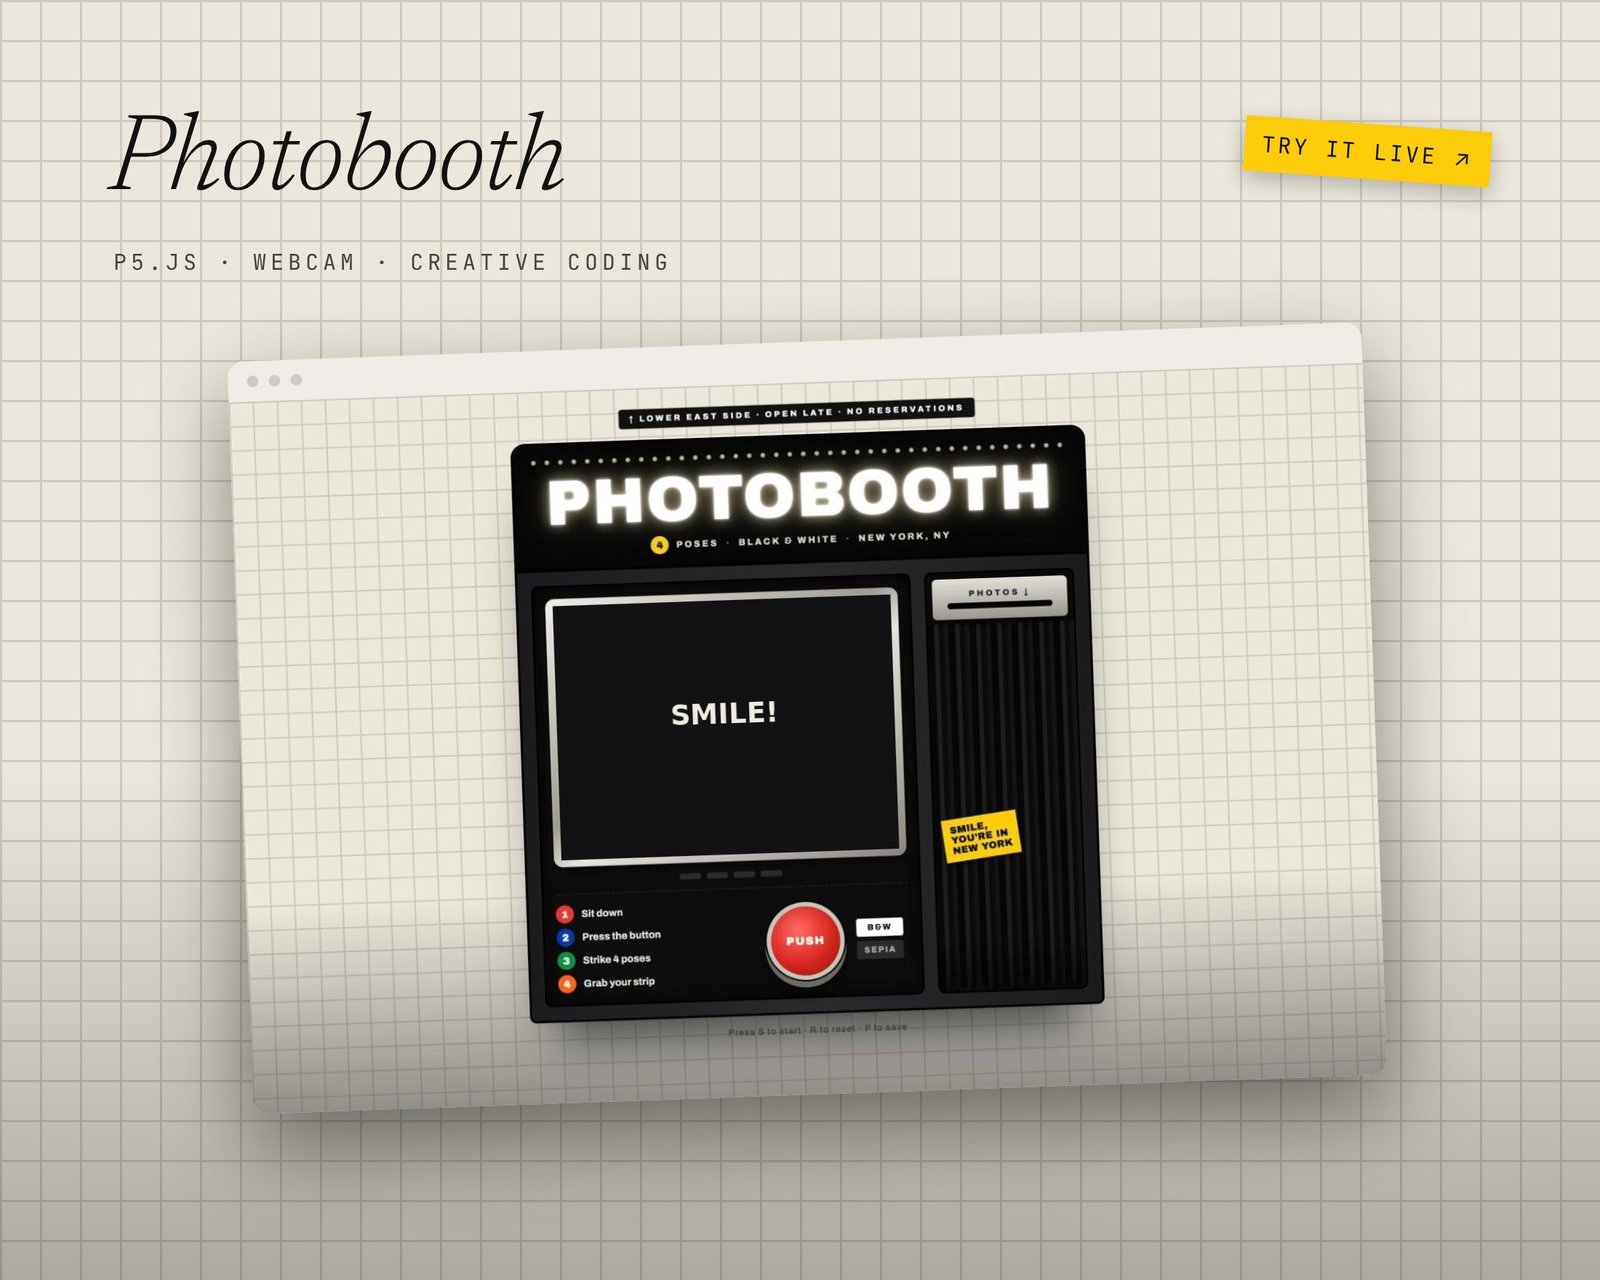 Photobooth
TRY IT LIVE ↗
P5.JS · WEBCAM · CREATIVE CODING
↑ LOWER EAST SIDE · OPEN LATE · NO RESERVATIONS
PHOTOBOOTH
4 POSES · BLACK & WHITE · NEW YORK, NY
PHOTOS ↓
SMILE!
SMILE,
YOU'RE IN
NEW YORK
1 Sit down
2 Press the button
3 Strike 4 poses
4 Grab your strip
PUSH
B&W
SEPIA
Press S to start · R to reset · P to save